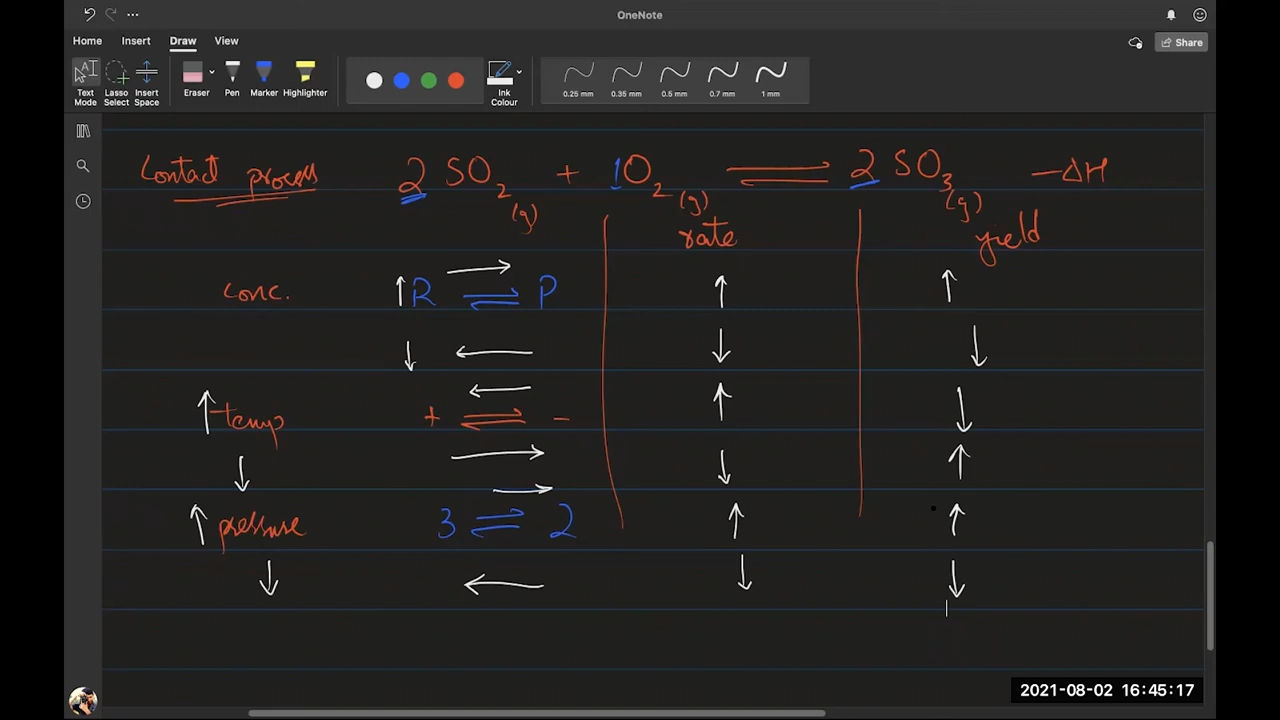 OneNote
Home Insert Draw View
Share
Text Mode Lasso Select Insert Space Eraser Pen Marker Highlighter Ink Colour 0.25 mm 0.35 mm 0.5 mm 0.7 mm 1 mm
Contact process 2 SO₂ (g) + 1O₂ (g) ⇌ 2 SO₃ (g) -ΔH
rate yield
conc. ↑R ⇌ P → ↑ ↑
↓ ← ↓ ↓
↑ temp + ⇌ - ← ↑ ↓
↓ → ↓ ↑
↑ pressure 3 ⇌ 2 → ↑ ↑
↓ ← ↓ ↓
2021-08-02 16:45:17